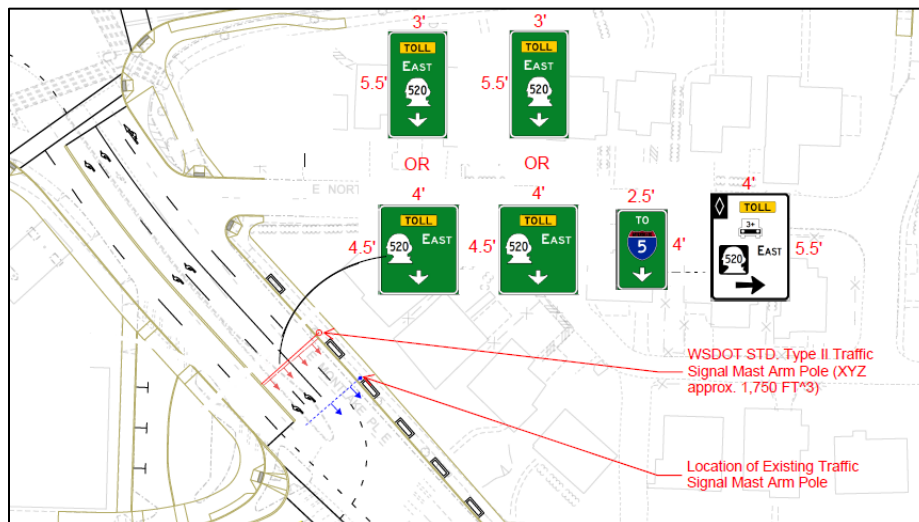 3'
3'
TOLL
EAST
520
5.5'
TOLL
EAST
520
5.5'
OR
OR
E NORT
4'
4'
2.5'
4'
TOLL
EAST
520
4.5'
TOLL
EAST
520
4.5'
TO
5
4'
TOLL
3+
EAST
520
5.5'
WSDOT STD. Type II Traffic
Signal Mast Arm Pole (XYZ
approx. 1,750 FT^3)
Location of Existing Traffic
Signal Mast Arm Pole